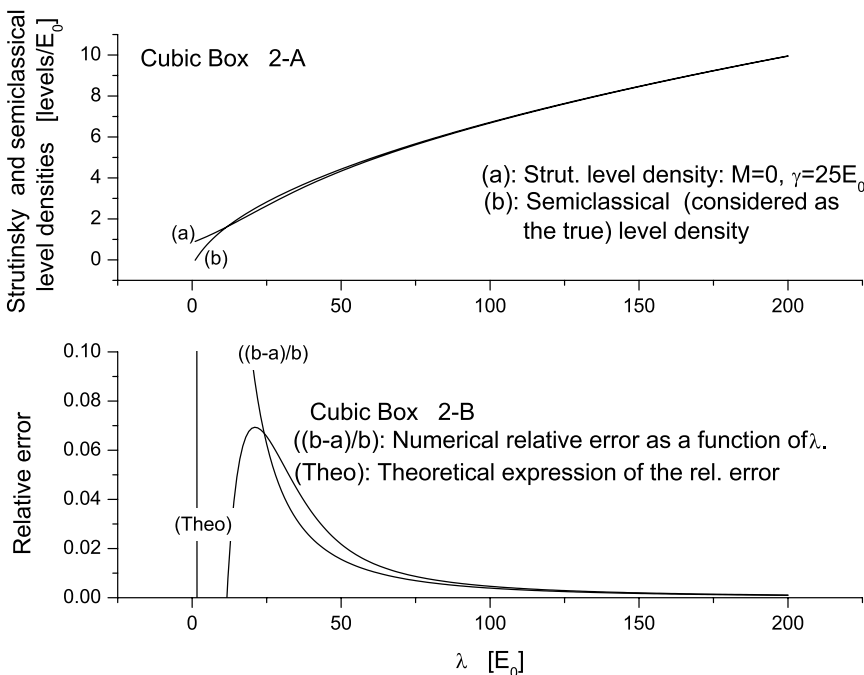 Strutinsky and semiclassical
level densities [levels/E₀]
Cubic Box 2-A
10
8
6
4
2
0
(a)
(b)
(a): Strut. level density: M=0, γ=25E₀
(b): Semiclassical (considered as
the true) level density
0
50
100
150
200
Relative error
0.10
0.08
0.06
0.04
0.02
0.00
((b-a)/b)
Cubic Box 2-B
((b-a)/b): Numerical relative error as a function of λ.
(Theo): Theoretical expression of the rel. error
(Theo)
0
50
100
150
200
λ [E₀]